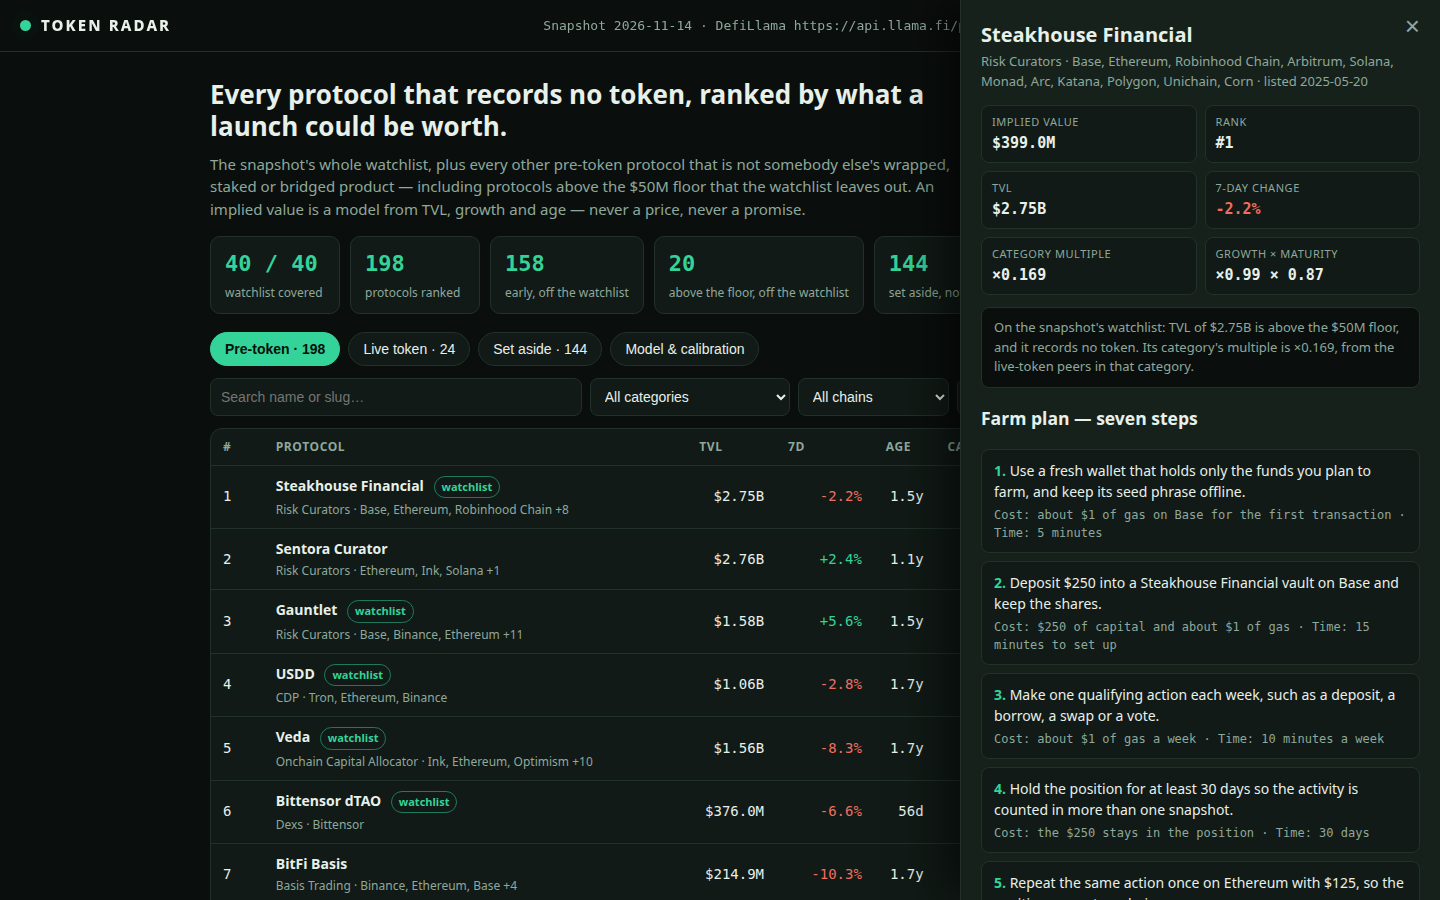 TOKEN RADAR
Snapshot 2026-11-14 · DefiLlama https://api.llama.fi/
Every protocol that records no token, ranked by what a
launch could be worth.
The snapshot's whole watchlist, plus every other pre-token protocol that is not somebody else's wrapped,
staked or bridged product — including protocols above the $50M floor that the watchlist leaves out. An
implied value is a model from TVL, growth and age — never a price, never a promise.
40 / 40
watchlist covered
198
protocols ranked
158
early, off the watchlist
20
above the floor, off the watchlist
144
set aside,
Pre-token · 198
Live token · 24
Set aside · 144
Model & calibration
Search name or slug…
All categories
All chains
# PROTOCOL TVL 7D AGE
1 Steakhouse Financial watchlist $2.75B -2.2% 1.5y
Risk Curators · Base, Ethereum, Robinhood Chain +8
2 Sentora Curator $2.76B +2.4% 1.1y
Risk Curators · Ethereum, Ink, Solana +1
3 Gauntlet watchlist $1.58B +5.6% 1.5y
Risk Curators · Base, Binance, Ethereum +11
4 USDD watchlist $1.06B -2.8% 1.7y
CDP · Tron, Ethereum, Binance
5 Veda watchlist $1.56B -8.3% 1.7y
Onchain Capital Allocator · Ink, Ethereum, Optimism +10
6 Bittensor dTAO watchlist $376.0M -6.6% 56d
Dexs · Bittensor
7 BitFi Basis $214.9M -10.3% 1.7y
Basis Trading · Binance, Ethereum, Base +4
Steakhouse Financial
✕
Risk Curators · Base, Ethereum, Robinhood Chain, Arbitrum, Solana,
Monad, Arc, Katana, Polygon, Unichain, Corn · listed 2025-05-20
IMPLIED VALUE
$399.0M
RANK
#1
TVL
$2.75B
7-DAY CHANGE
-2.2%
CATEGORY MULTIPLE
×0.169
GROWTH × MATURITY
×0.99 × 0.87
On the snapshot's watchlist: TVL of $2.75B is above the $50M floor,
and it records no token. Its category's multiple is ×0.169, from the
live-token peers in that category.
Farm plan — seven steps
1. Use a fresh wallet that holds only the funds you plan to
farm, and keep its seed phrase offline.
Cost: about $1 of gas on Base for the first transaction ·
Time: 5 minutes
2. Deposit $250 into a Steakhouse Financial vault on Base and
keep the shares.
Cost: $250 of capital and about $1 of gas · Time: 15
minutes to set up
3. Make one qualifying action each week, such as a deposit, a
borrow, a swap or a vote.
Cost: about $1 of gas a week · Time: 10 minutes a week
4. Hold the position for at least 30 days so the activity is
counted in more than one snapshot.
Cost: the $250 stays in the position · Time: 30 days
5. Repeat the same action once on Ethereum with $125, so the